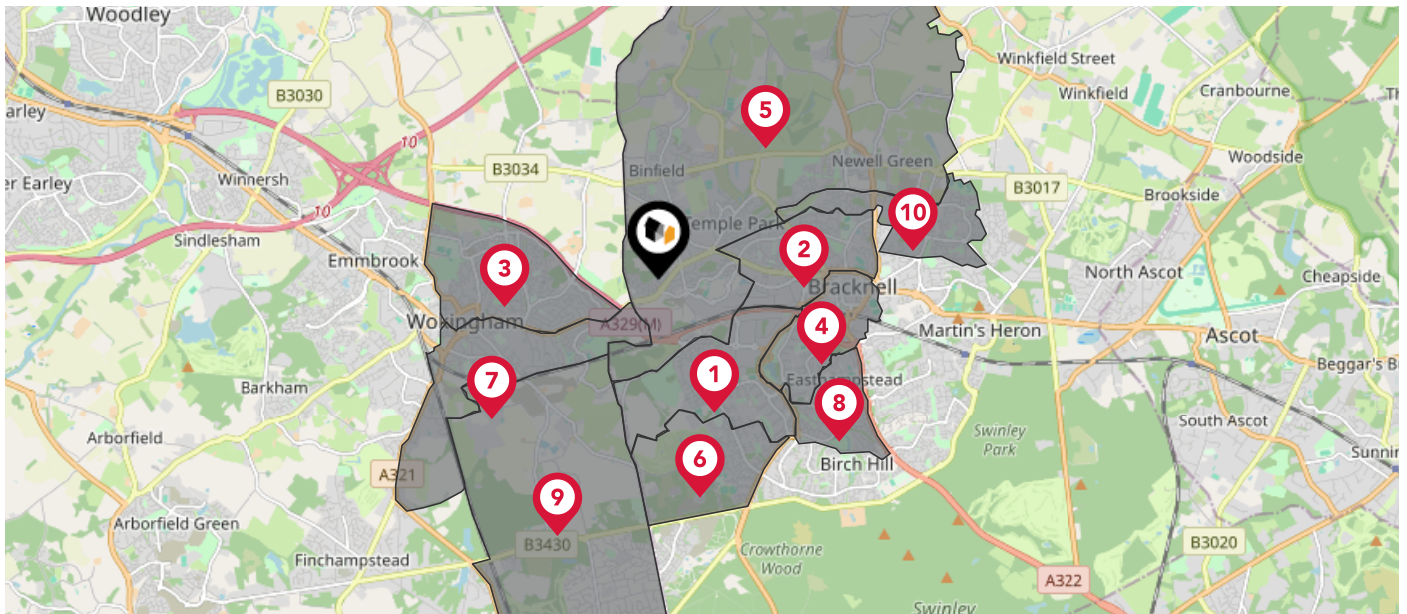 Woodley
Winkfield Street
B3030
Winkfield
Cranbourne
arley
5
10
Newell Green
Woodside
B3034
Binfield
er Earley
Winnersh
B3017
Brookside
10
10
Temple Park
Sindlesham
2
Emmbrook
3
North Ascot
Cheapside
Bracknell
Wokingham
A329(M)
4
Martin's Heron
Ascot
Beggar's B
1
7
Easthampstead
Barkham
8
South Ascot
Arborfield
Swinley
Park
Sunnin
6
Birch Hill
A321
9
Arborfield Green
B3430
B3020
Finchampstead
Crowthorne
Wood
A322
Swinley